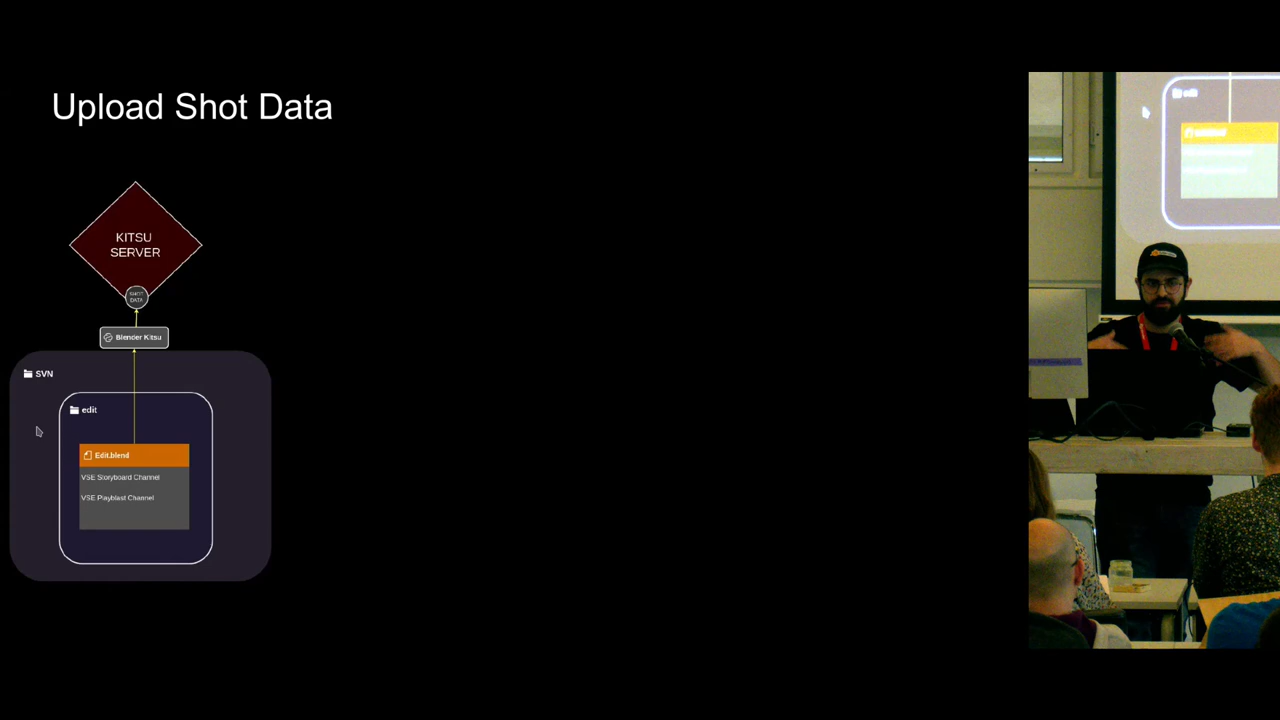 Upload Shot Data
KITSU
SERVER
SHOT
DATA
Blender Kitsu
SVN
edit
Edit.blend
VSE Storyboard Channel
VSE Playblast Channel
edit